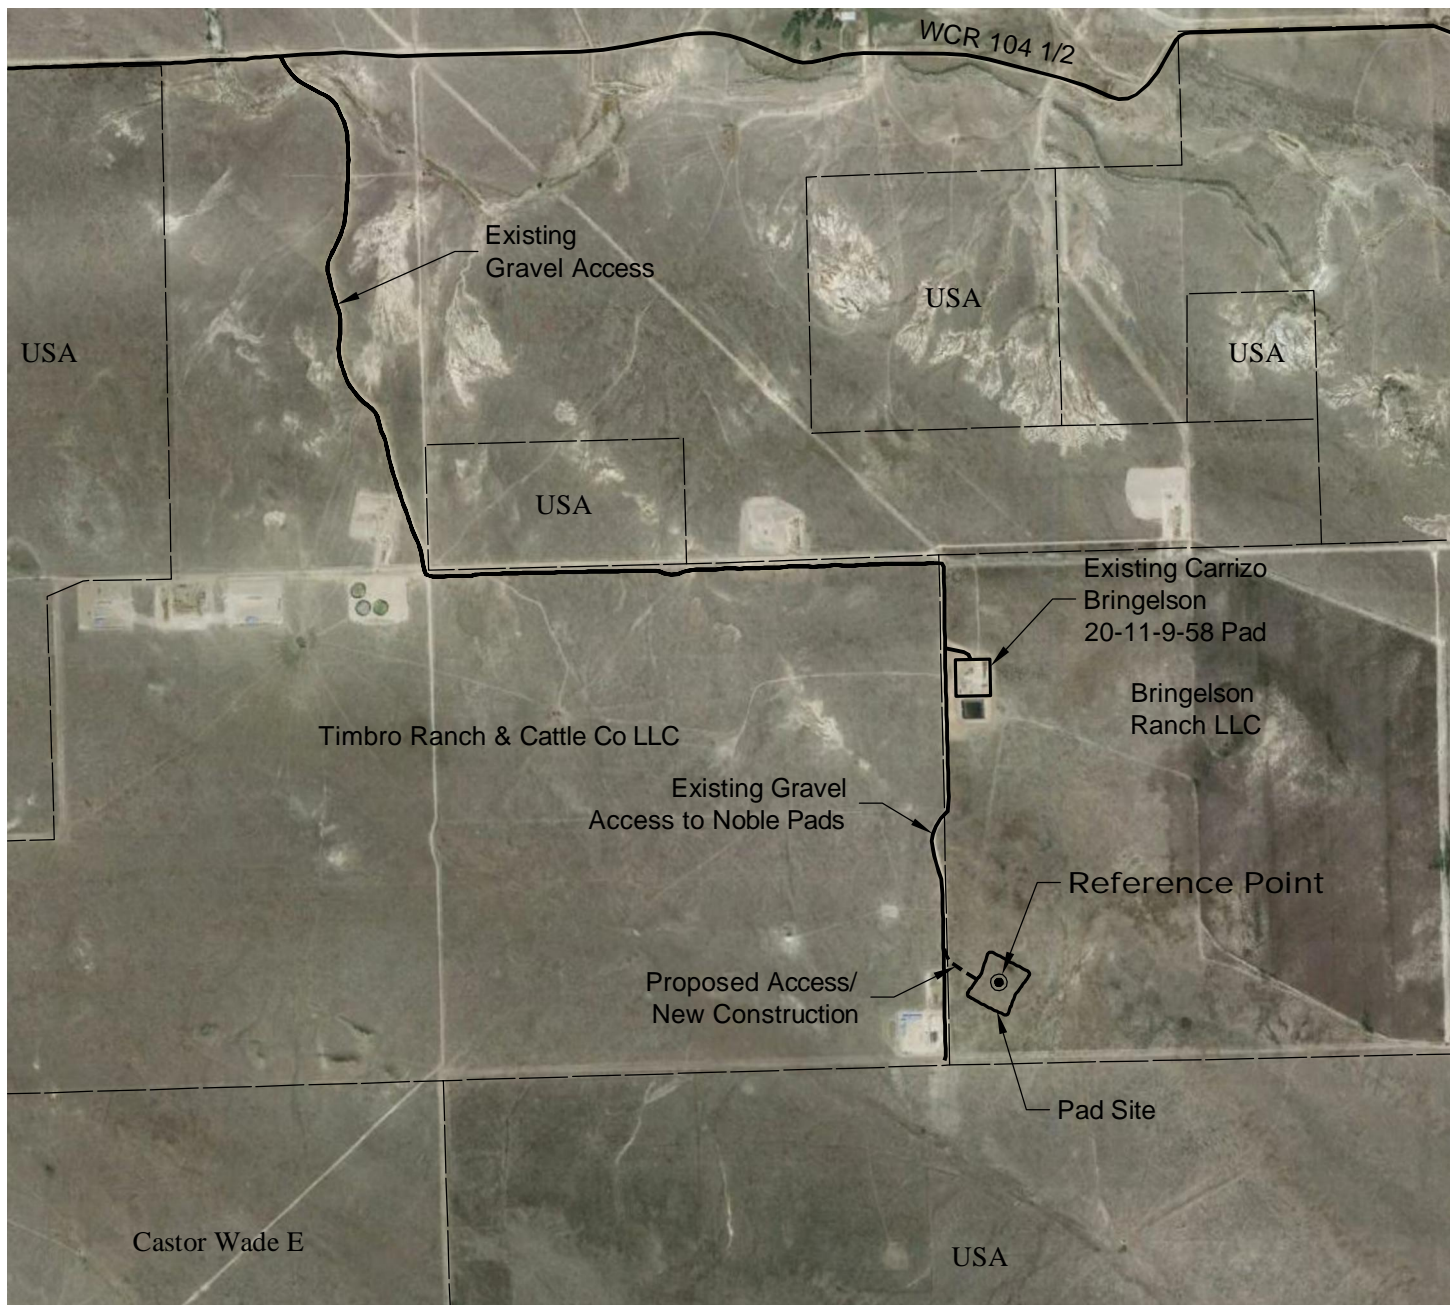 WCR 104 1/2
Existing
Gravel Access
USA
USA
USA
USA
Existing Carrizo
Bringelson
20-11-9-58 Pad
Bringelson
Ranch LLC
Timbro Ranch & Cattle Co LLC
Existing Gravel
Access to Noble Pads
Reference Point
Proposed Access/
New Construction
Pad Site
Castor Wade E
USA